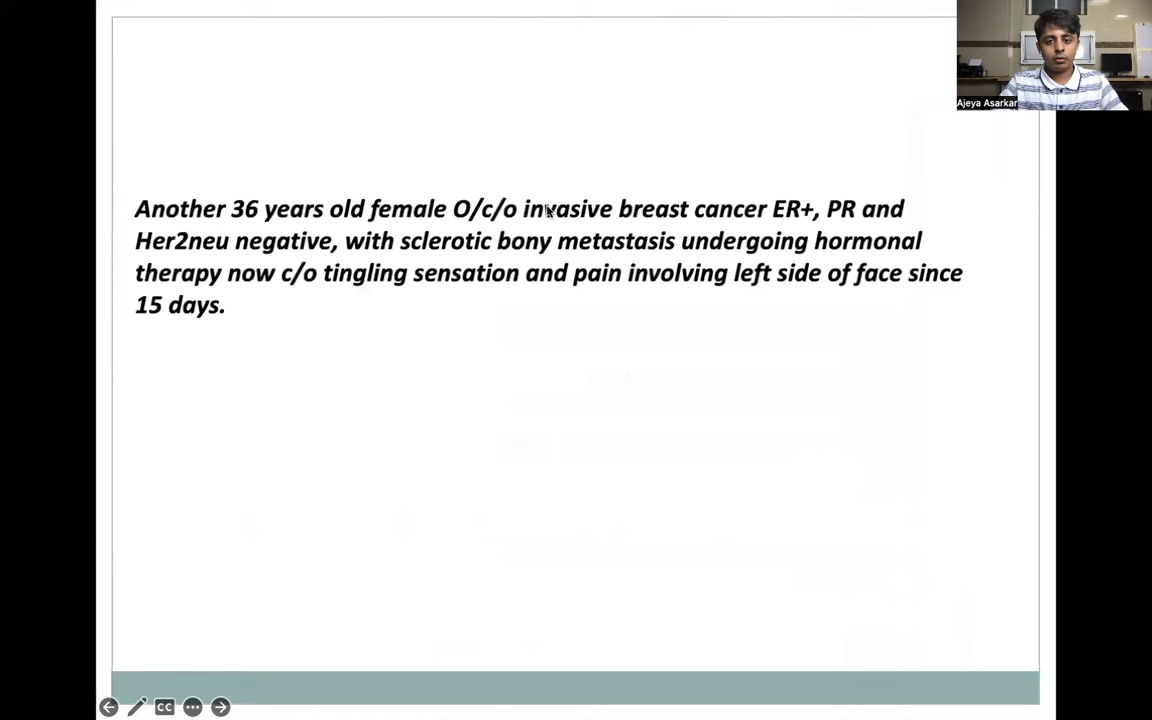 Ajeya Asarkar
Another 36 years old female O/c/o invasive breast cancer ER+, PR and
Her2neu negative, with sclerotic bony metastasis undergoing hormonal
therapy now c/o tingling sensation and pain involving left side of face since
15 days.
CC